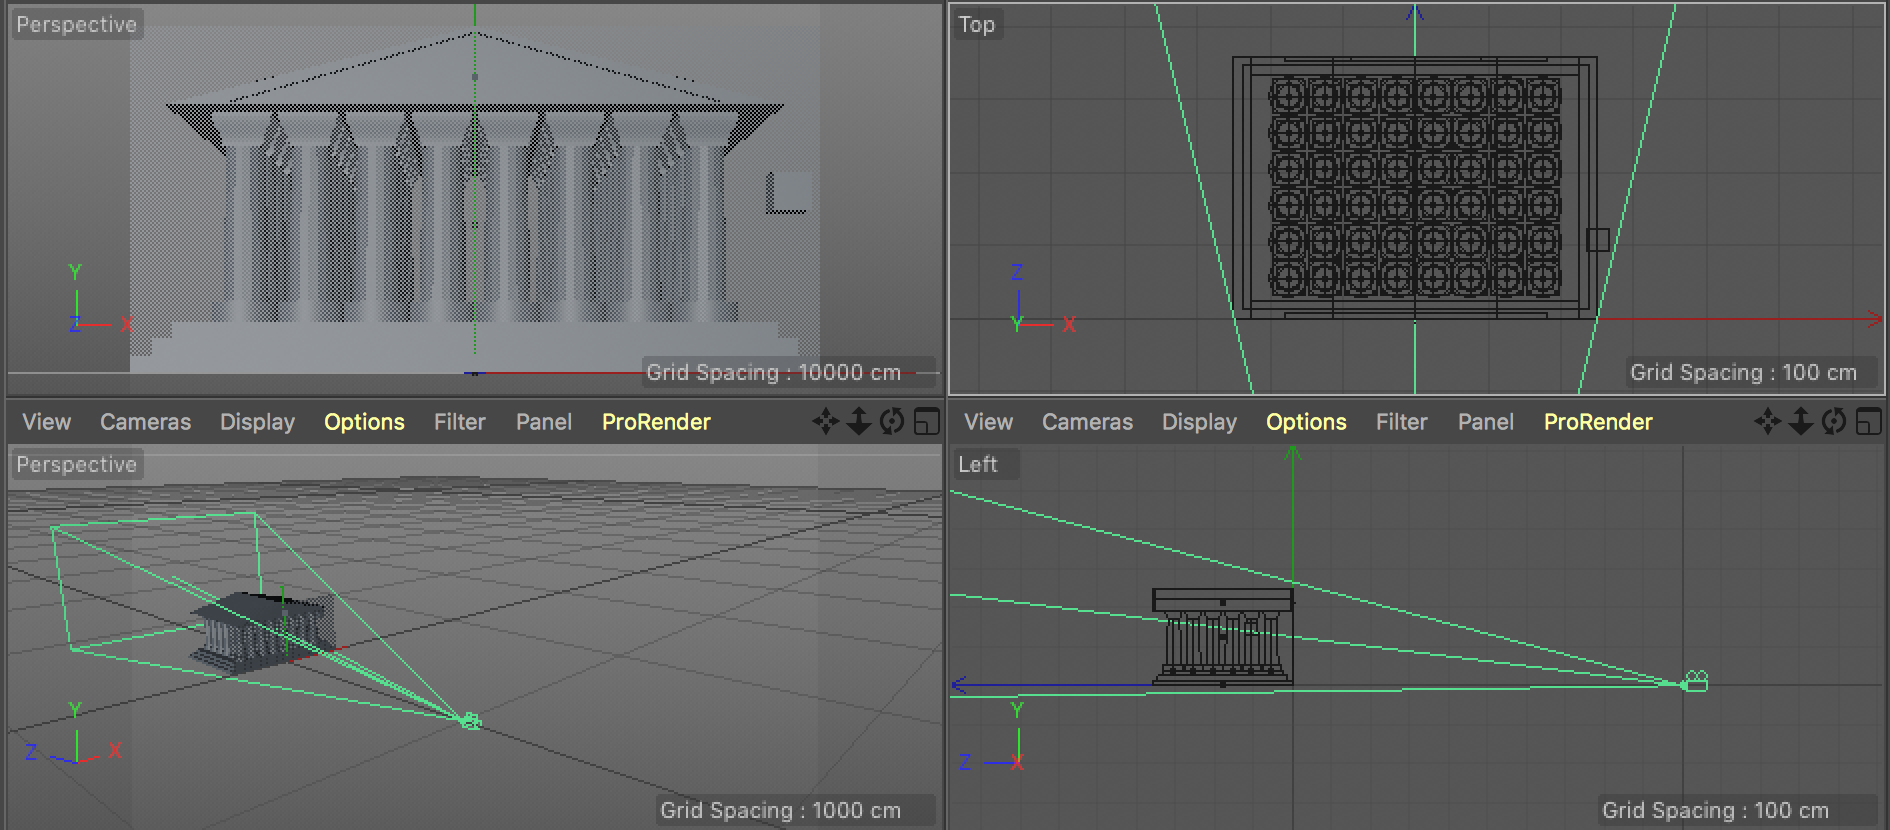 Perspective
Y
Z X
Grid Spacing : 10000 cm
Top
Z
Y X
Grid Spacing : 100 cm
View Cameras Display Options Filter Panel ProRender
View Cameras Display Options Filter Panel ProRender
Perspective
Y
Z X
Grid Spacing : 1000 cm
Left
Y
Z X
Grid Spacing : 100 cm